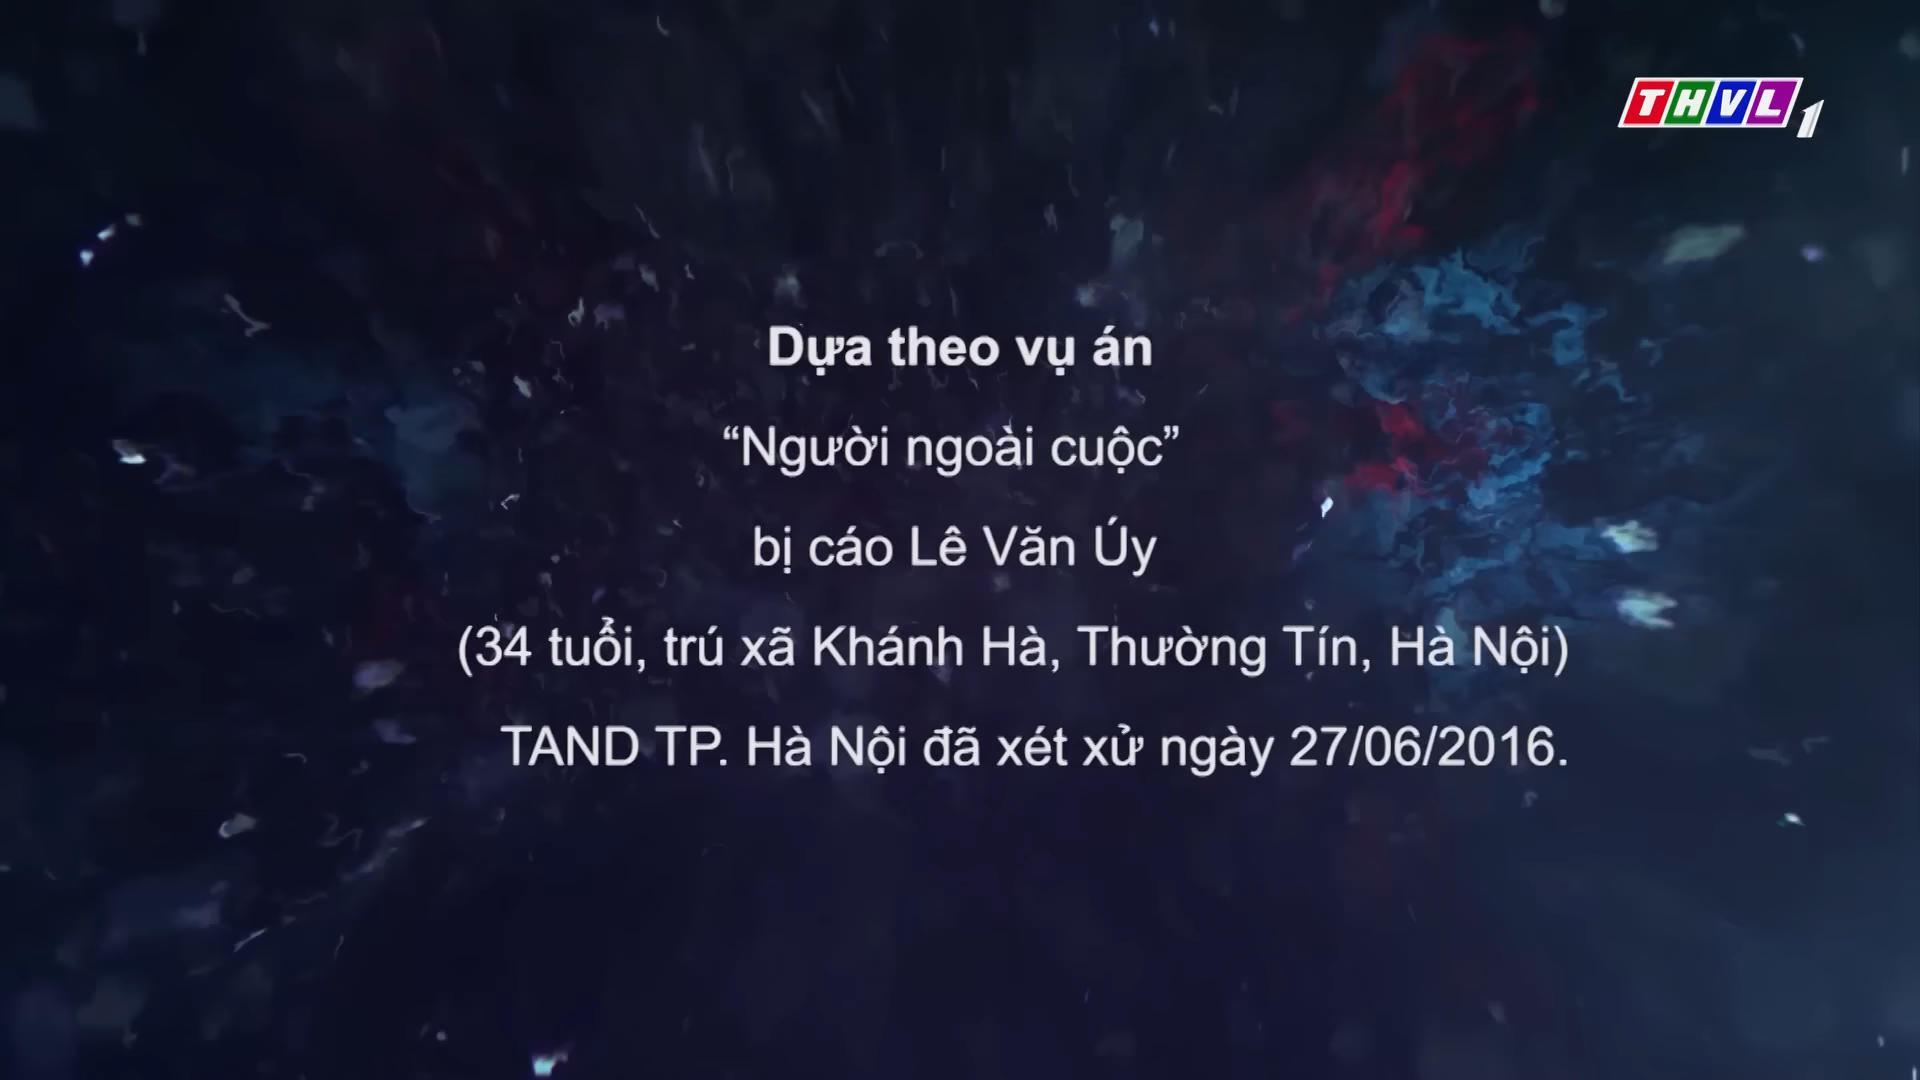 THVL1
Dựa theo vụ án
“Người ngoài cuộc”
bị cáo Lê Văn Úy
(34 tuổi, trú xã Khánh Hà, Thường Tín, Hà Nội)
TAND TP. Hà Nội đã xét xử ngày 27/06/2016.